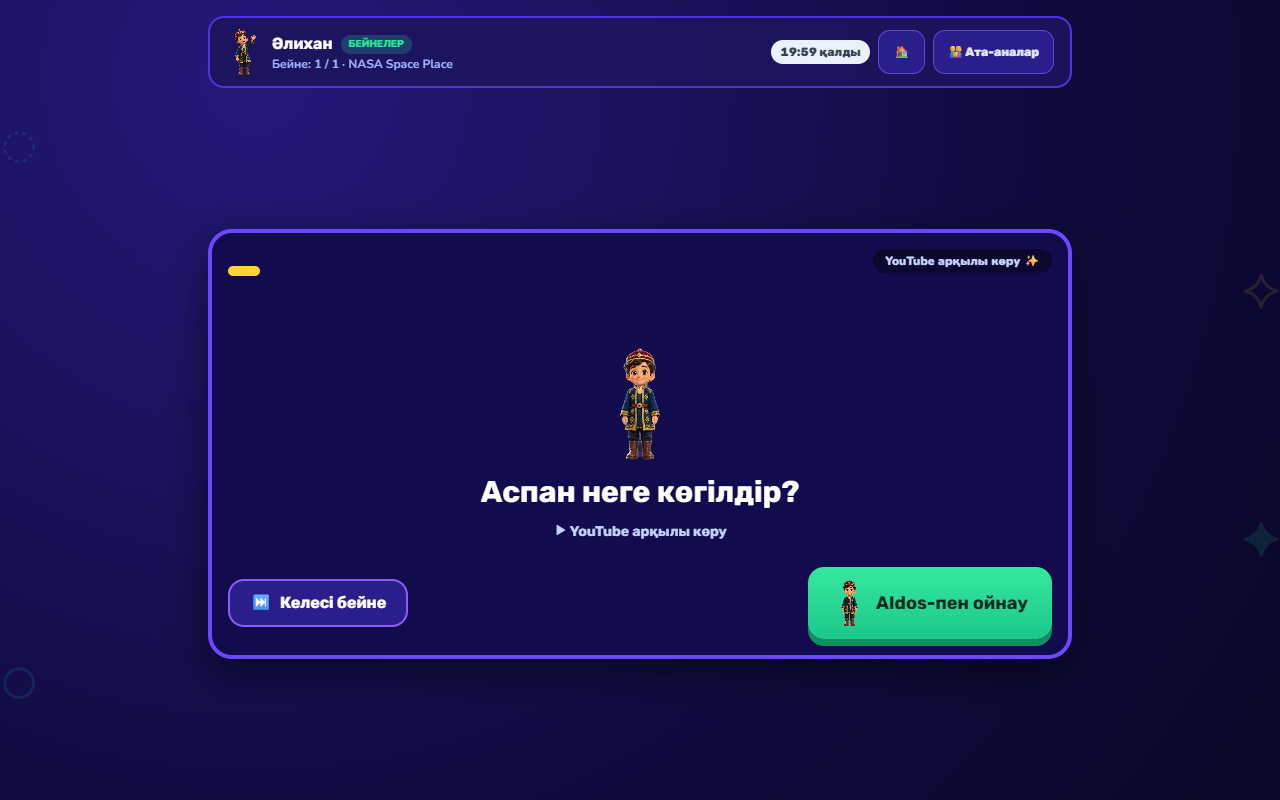 Әлихан БЕЙНЕЛЕР
Бейне: 1 / 1 · NASA Space Place
19:59 қалды
Ата-аналар
YouTube арқылы көру ✨
Аспан неге көгілдір?
▶ YouTube арқылы көру
⏭ Келесі бейне
Aldos-пен ойнау